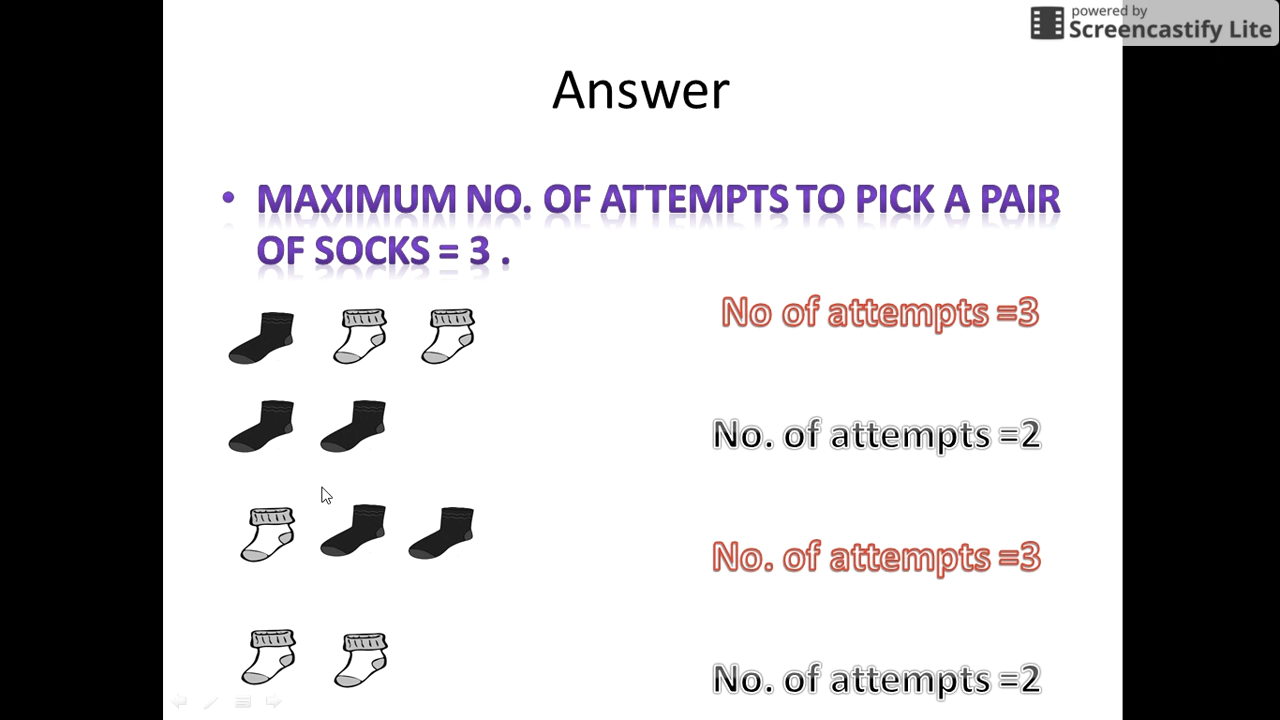 powered by
Screencastify Lite
Answer
• MAXIMUM NO. OF ATTEMPTS TO PICK A PAIR
OF SOCKS = 3 .
No of attempts =3
No. of attempts =2
No. of attempts =3
No. of attempts =2